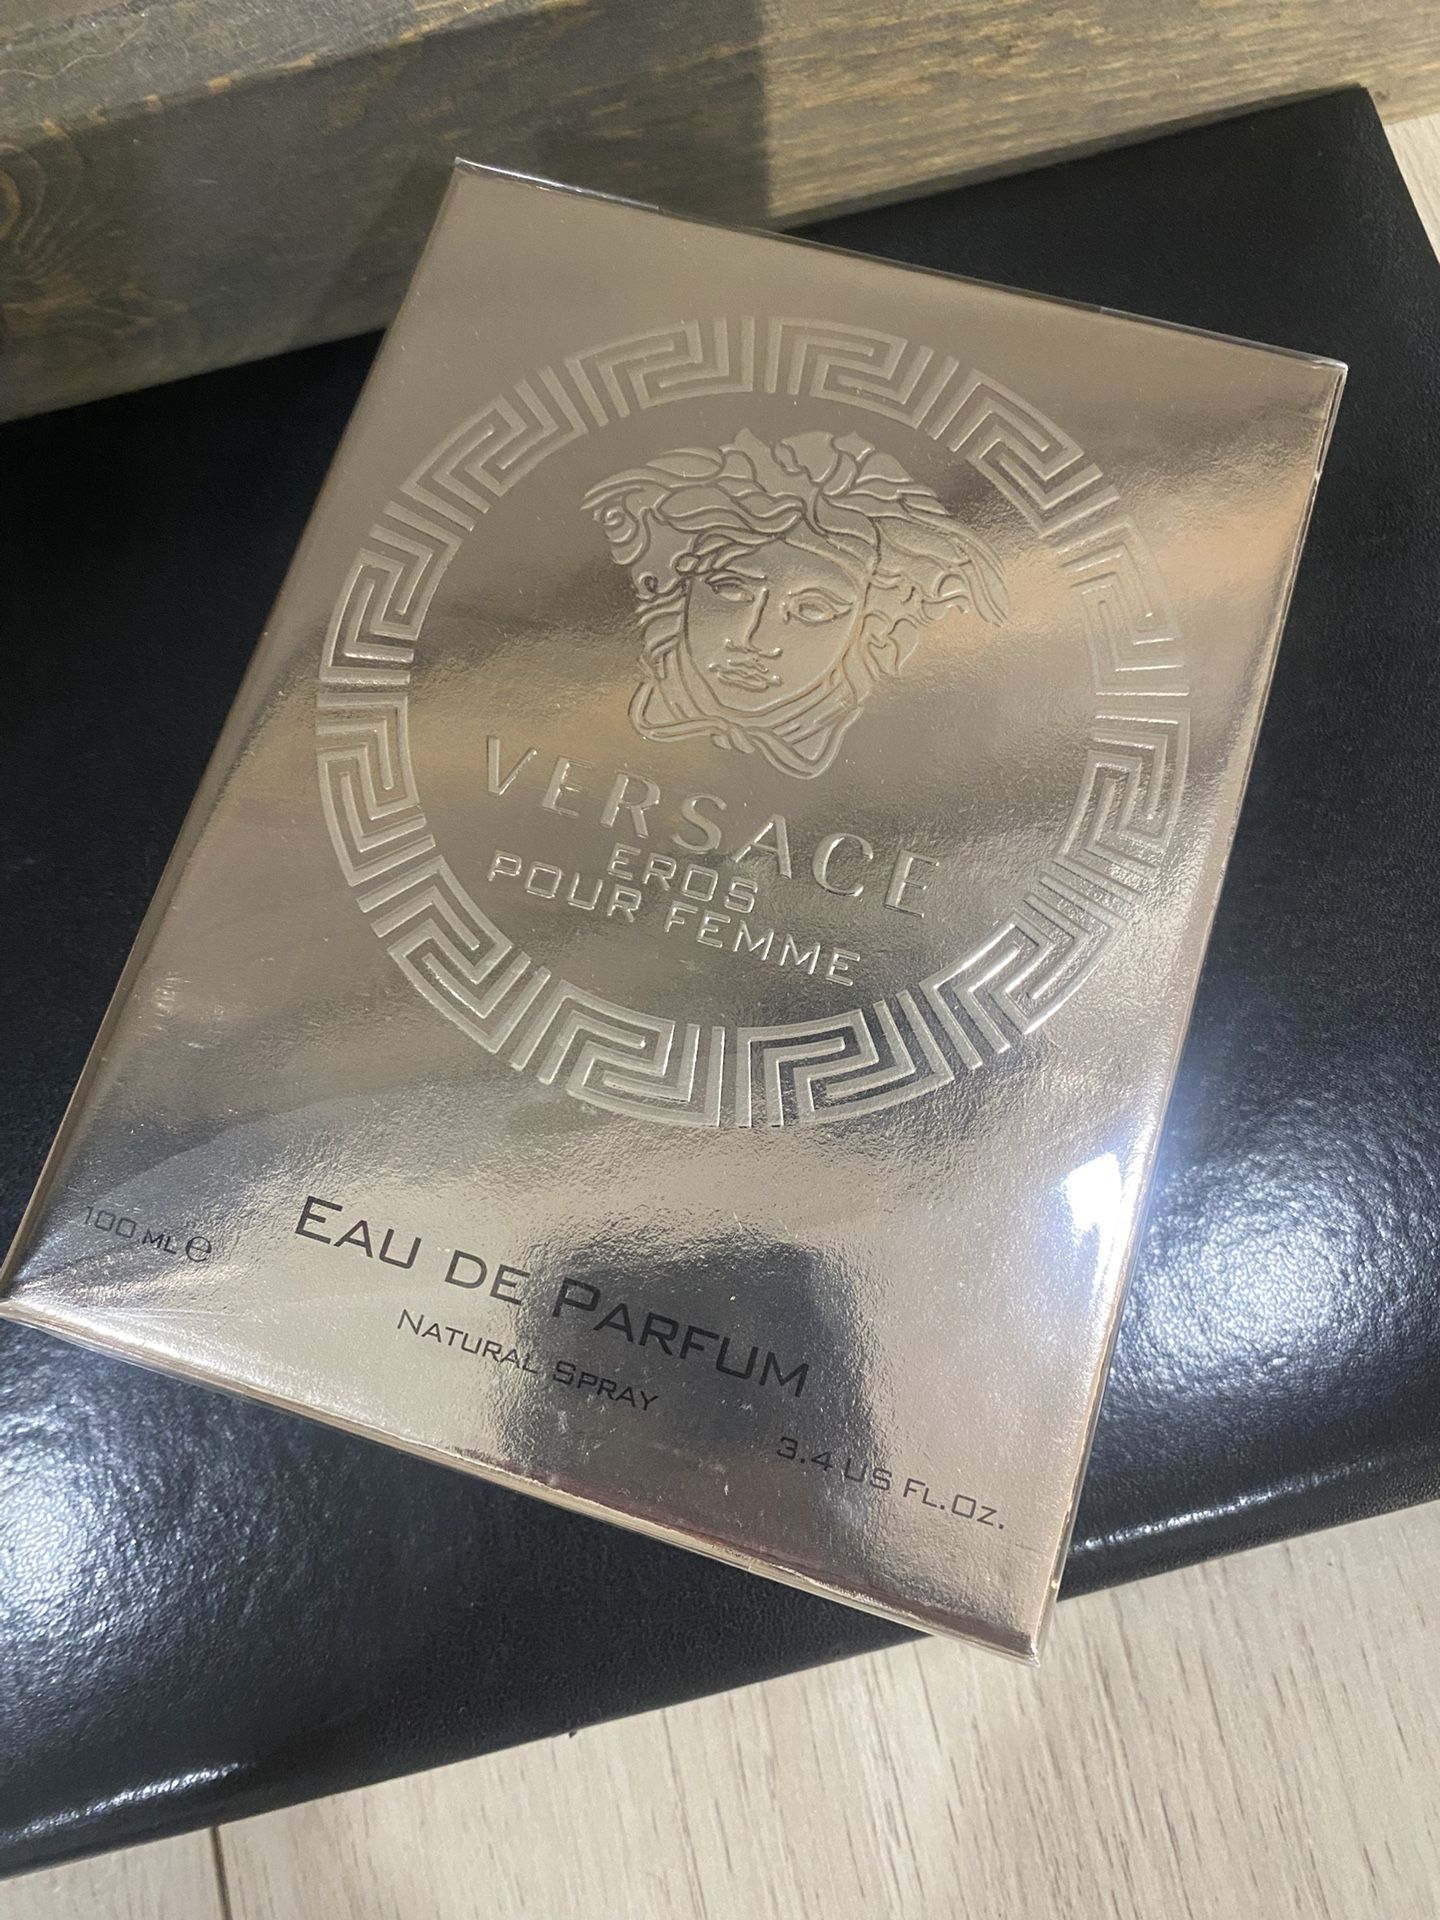 VERSACE
EROS
POUR FEMME
EAU DE PARFUM
NATURAL SPRAY
100 ML ℮
3.4 US FL.OZ.